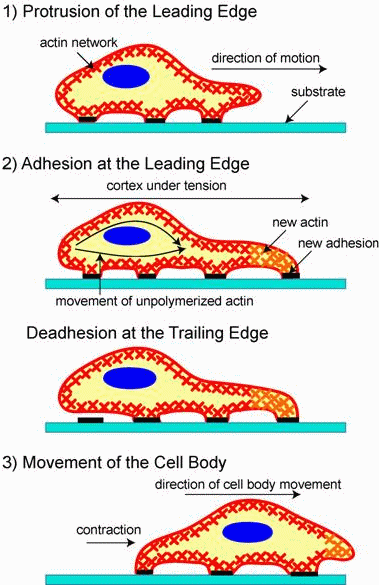 1) Protrusion of the Leading Edge
actin network
direction of motion
substrate
2) Adhesion at the Leading Edge
cortex under tension
new actin
new adhesion
movement of unpolymerized actin
Deadhesion at the Trailing Edge
3) Movement of the Cell Body
direction of cell body movement
contraction